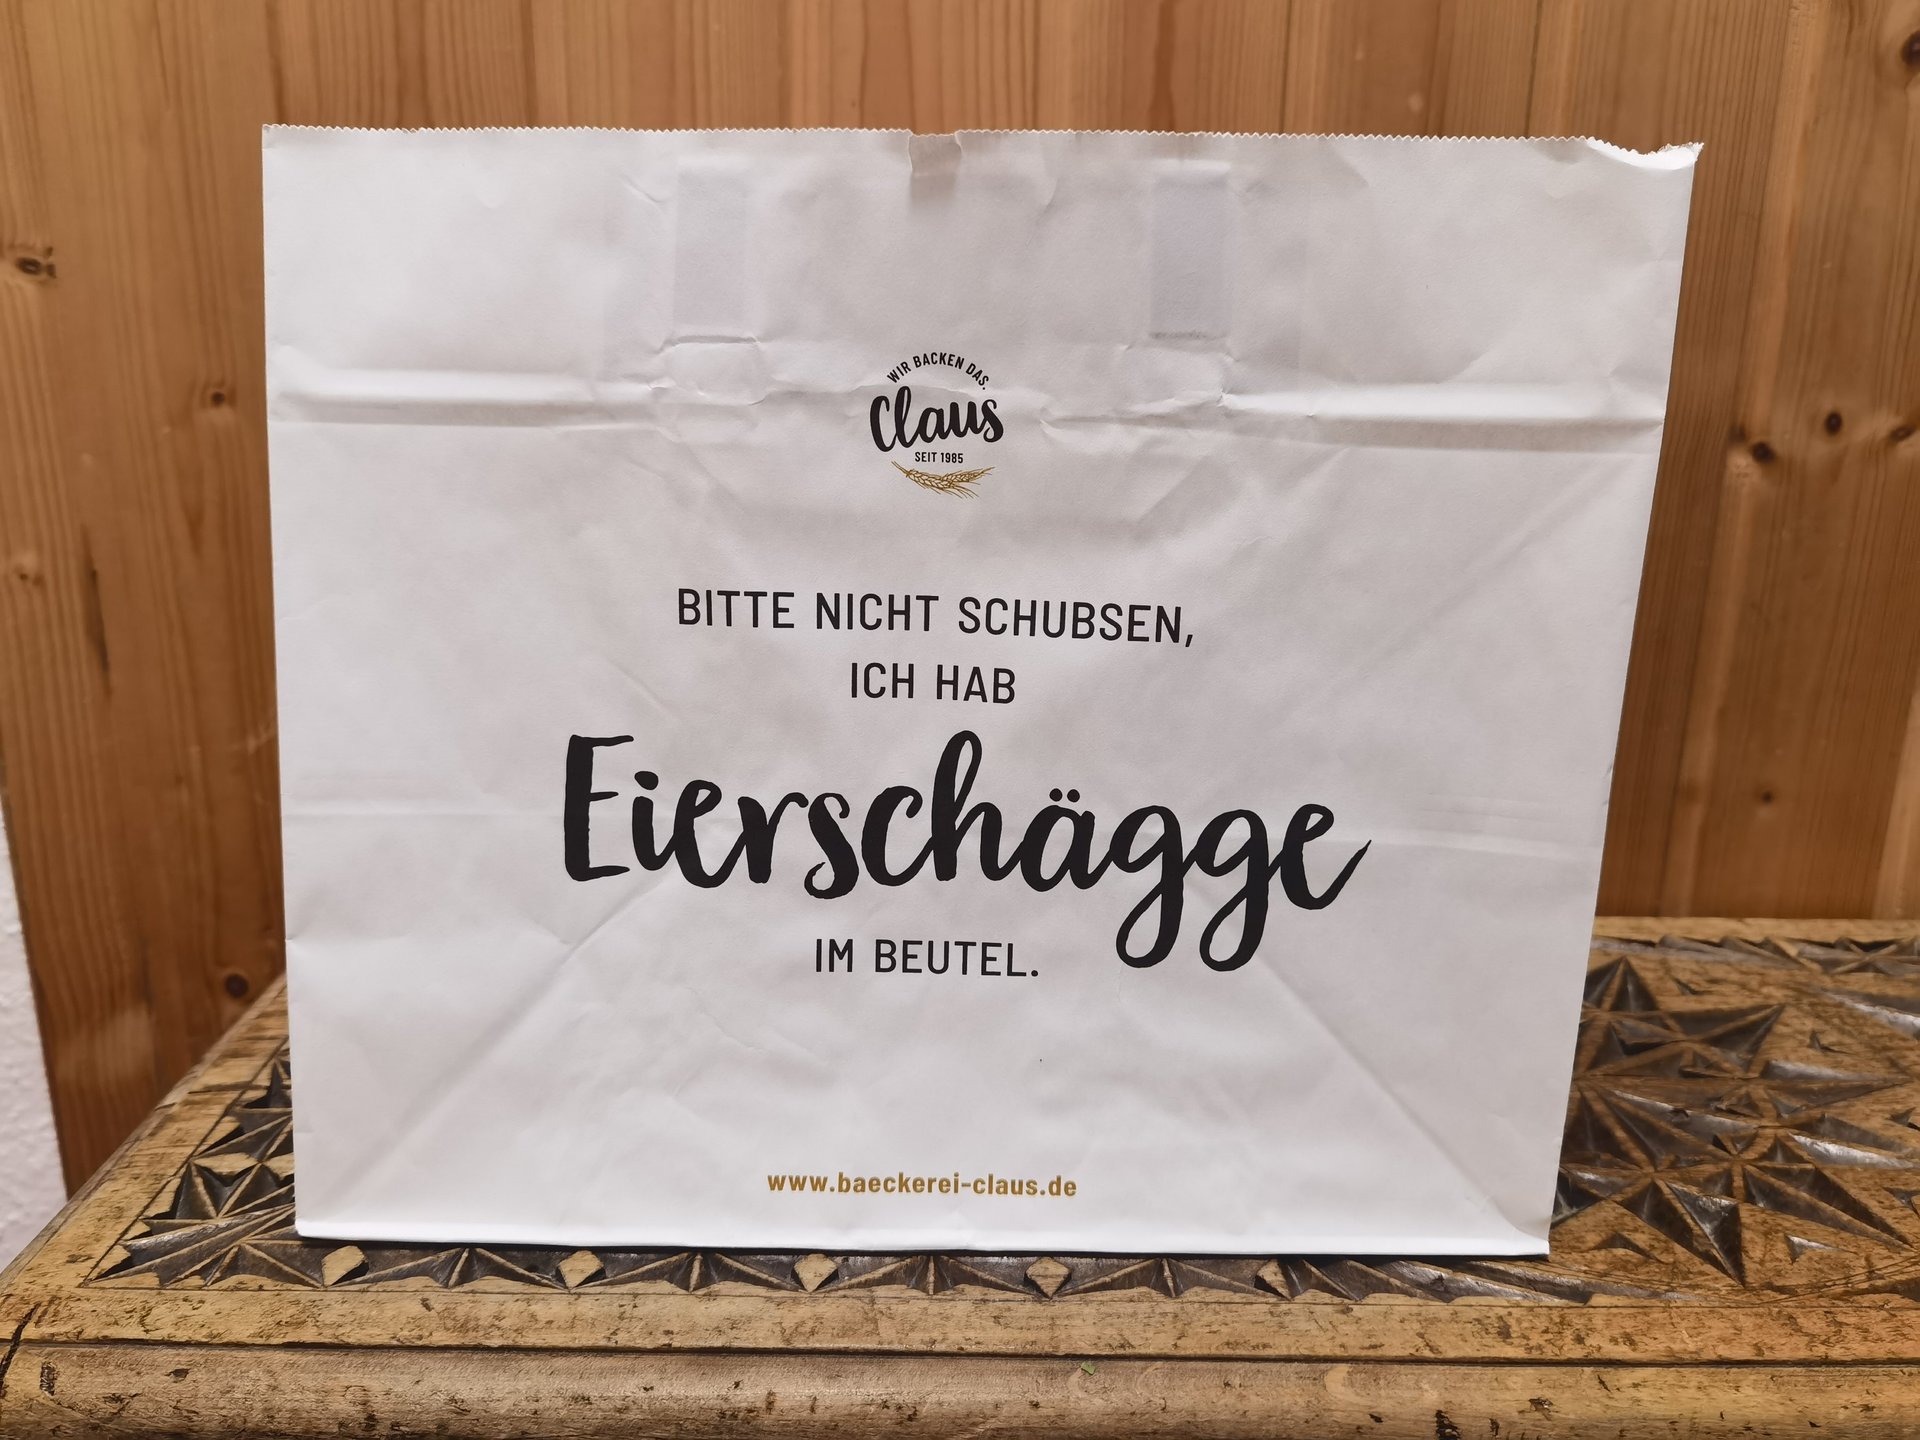 WIR BACKEN DAS.
Claus
SEIT 1985
BITTE NICHT SCHUBSEN,
ICH HAB
Eierschägge
IM BEUTEL.
www.baeckerei-claus.de